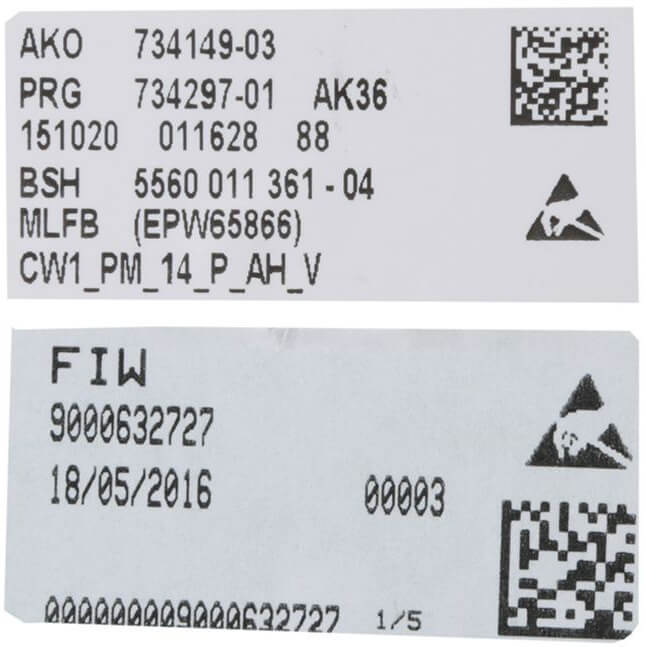 AKO 734149-03
PRG 734297-01 AK36
151020 011628 88
BSH 5560 011 361 - 04
MLFB (EPW65866)
CW1_PM_14_P_AH_V
FIW
9000632727
18/05/2016 00003
000000009000632727 1/5